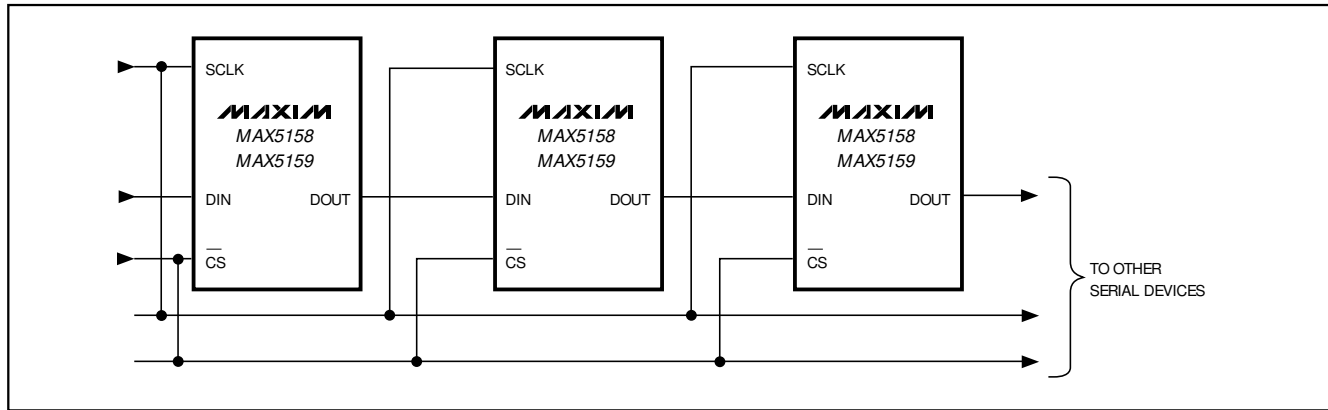 SCLK
MAXIM
MAX5158
MAX5159
DIN DOUT
CS
SCLK
MAXIM
MAX5158
MAX5159
DIN DOUT
CS
SCLK
MAXIM
MAX5158
MAX5159
DIN DOUT
CS
TO OTHER
SERIAL DEVICES